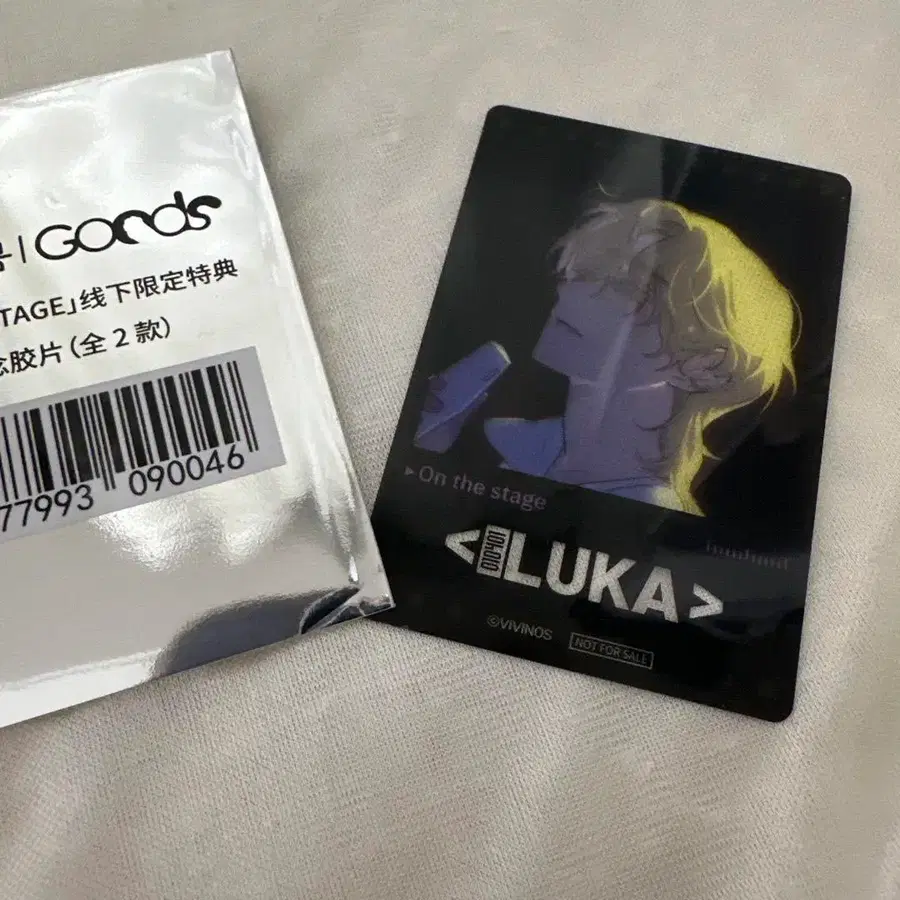 GOODS
TAGE」线下限定特典
念胶片（全2款）
77993 090046
▸On the stage
<LUKA>
©VIVINOS
NOT FOR SALE